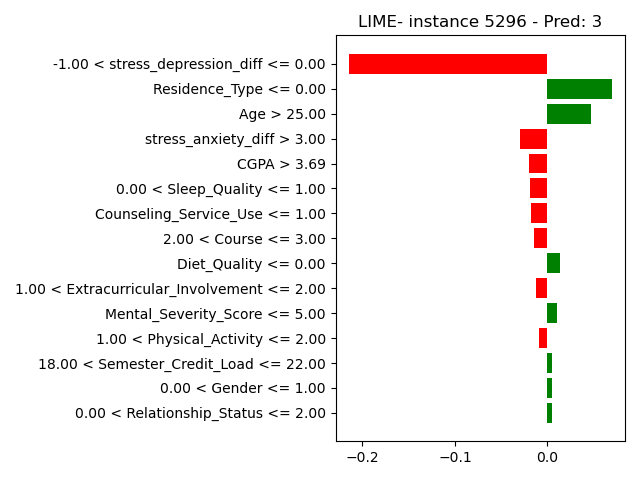 LIME- instance 5296 - Pred: 3
-1.00 < stress_depression_diff <= 0.00
Residence_Type <= 0.00
Age > 25.00
stress_anxiety_diff > 3.00
CGPA > 3.69
0.00 < Sleep_Quality <= 1.00
Counseling_Service_Use <= 1.00
2.00 < Course <= 3.00
Diet_Quality <= 0.00
1.00 < Extracurricular_Involvement <= 2.00
Mental_Severity_Score <= 5.00
1.00 < Physical_Activity <= 2.00
18.00 < Semester_Credit_Load <= 22.00
0.00 < Gender <= 1.00
0.00 < Relationship_Status <= 2.00
−0.2 −0.1 0.0